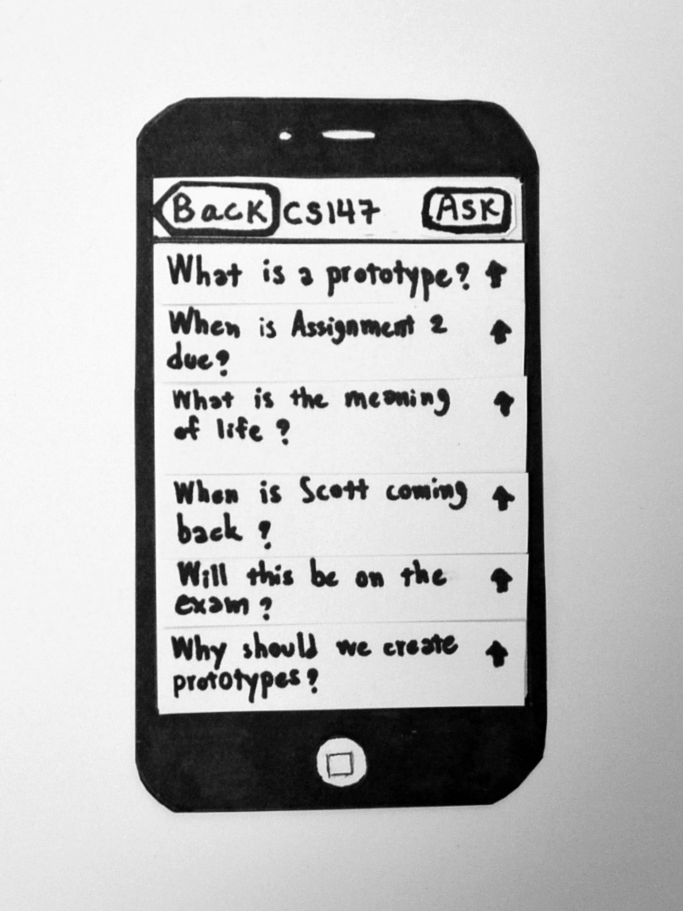 Back CS147 Ask
What is a prototype?
When is Assignment 2
due?
What is the meaning
of life ?
When is Scott coming
back ?
Will this be on the
exam ?
Why should we create
prototypes?